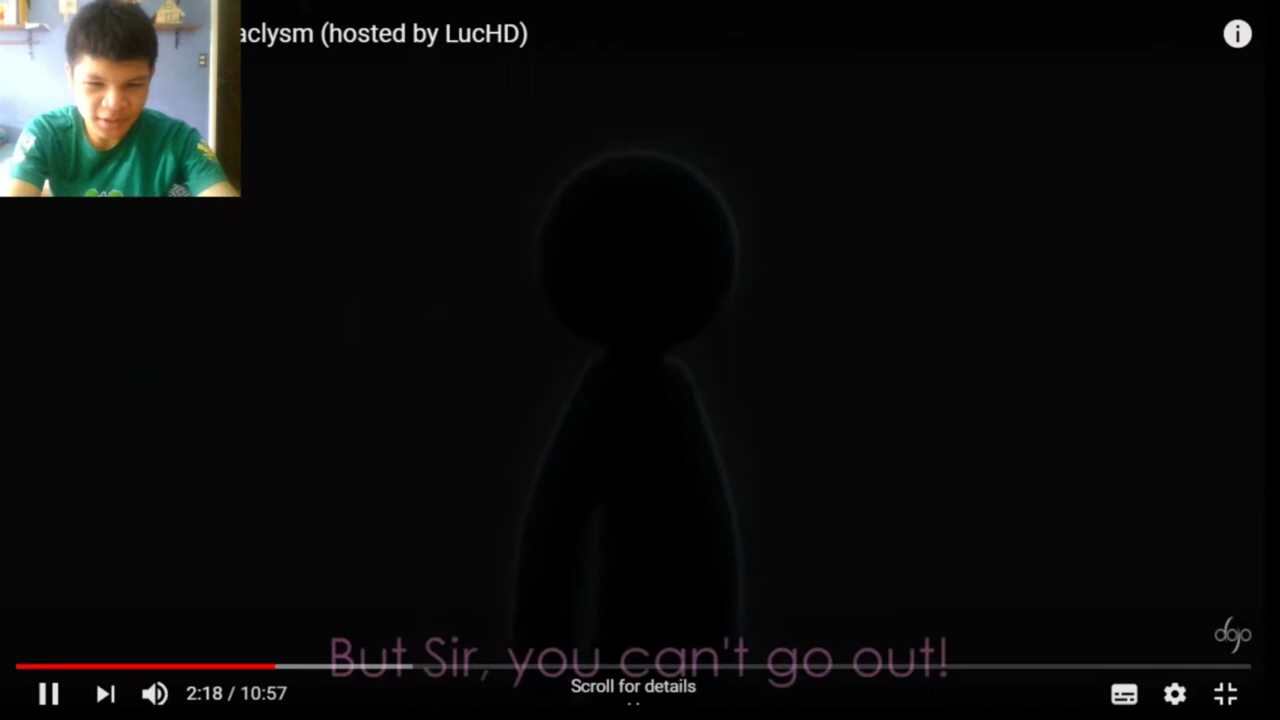 aclysm (hosted by LucHD)
dojo
But Sir, you can't go out!
Scroll for details
2:18 / 10:57